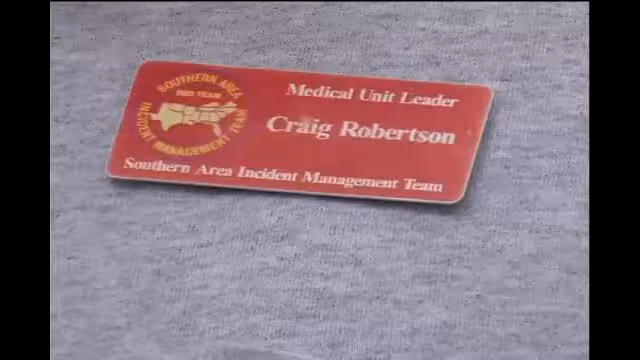 SOUTHERN AREA
RED TEAM
INCIDENT MANAGEMENT TEAM
Medical Unit Leader
Craig Robertson
Southern Area Incident Management Team